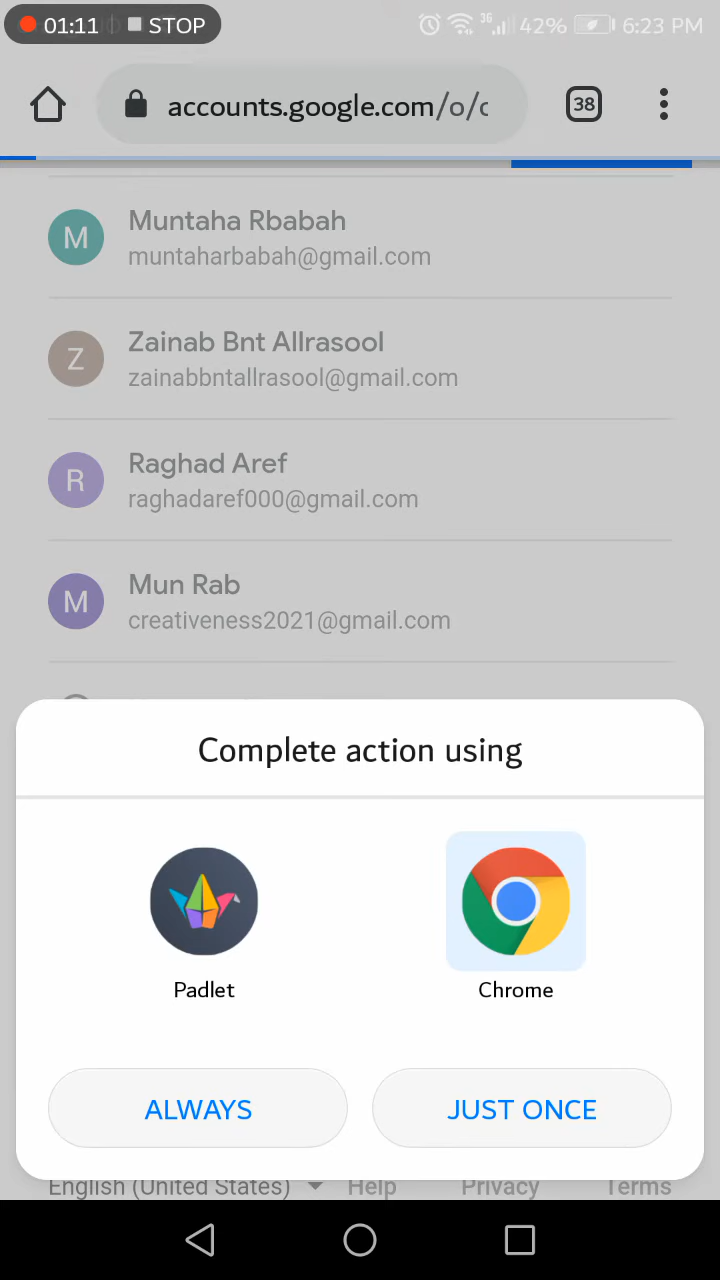 01:11 STOP 3G 42% 6:23 PM
accounts.google.com/o/c 38
M Muntaha Rbabah
muntaharbabah@gmail.com
Z Zainab Bnt Allrasool
zainabbntallrasool@gmail.com
R Raghad Aref
raghadaref000@gmail.com
M Mun Rab
creativeness2021@gmail.com
Complete action using
Padlet Chrome
ALWAYS JUST ONCE
English (United States) Help Privacy Terms